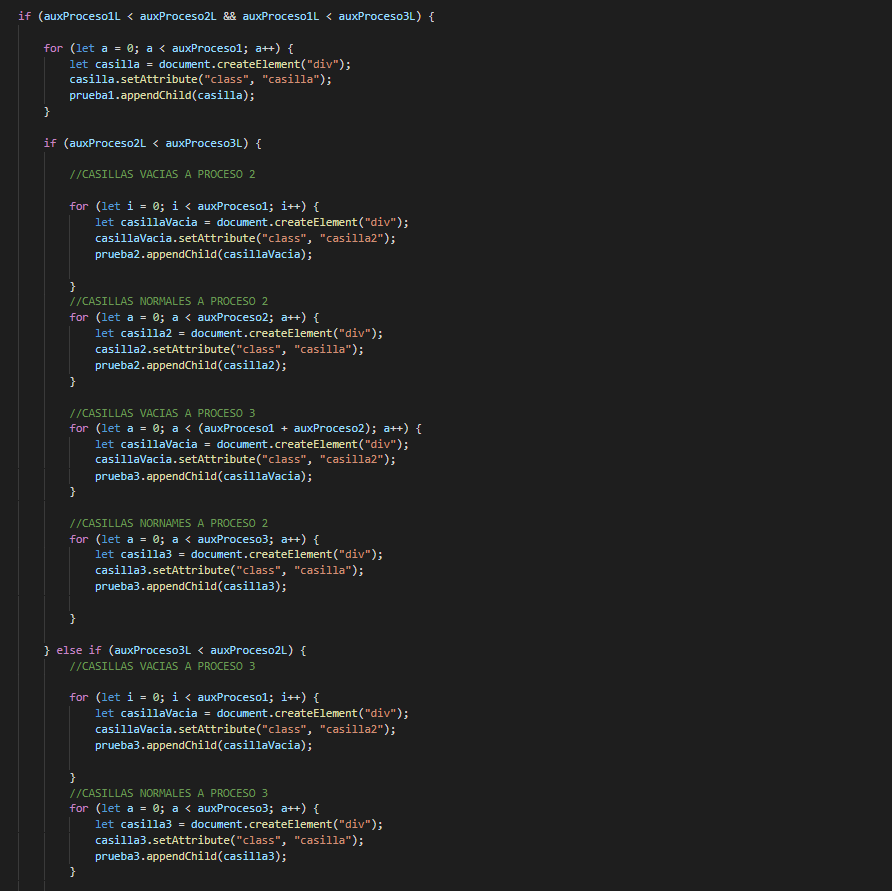 if (auxProceso1L < auxProceso2L && auxProceso1L < auxProceso3L) {
for (let a = 0; a < auxProceso1; a++) {
let casilla = document.createElement("div");
casilla.setAttribute("class", "casilla");
prueba1.appendChild(casilla);
}
if (auxProceso2L < auxProceso3L) {
//CASILLAS VACIAS A PROCESO 2
for (let i = 0; i < auxProceso1; i++) {
let casillaVacia = document.createElement("div");
casillaVacia.setAttribute("class", "casilla2");
prueba2.appendChild(casillaVacia);
}
//CASILLAS NORMALES A PROCESO 2
for (let a = 0; a < auxProceso2; a++) {
let casilla2 = document.createElement("div");
casilla2.setAttribute("class", "casilla");
prueba2.appendChild(casilla2);
}
//CASILLAS VACIAS A PROCESO 3
for (let a = 0; a < (auxProceso1 + auxProceso2); a++) {
let casillaVacia = document.createElement("div");
casillaVacia.setAttribute("class", "casilla2");
prueba3.appendChild(casillaVacia);
}
//CASILLAS NORNAMES A PROCESO 2
for (let a = 0; a < auxProceso3; a++) {
let casilla3 = document.createElement("div");
casilla3.setAttribute("class", "casilla");
prueba3.appendChild(casilla3);
}
} else if (auxProceso3L < auxProceso2L) {
//CASILLAS VACIAS A PROCESO 3
for (let i = 0; i < auxProceso1; i++) {
let casillaVacia = document.createElement("div");
casillaVacia.setAttribute("class", "casilla2");
prueba3.appendChild(casillaVacia);
}
//CASILLAS NORMALES A PROCESO 3
for (let a = 0; a < auxProceso3; a++) {
let casilla3 = document.createElement("div");
casilla3.setAttribute("class", "casilla");
prueba3.appendChild(casilla3);
}